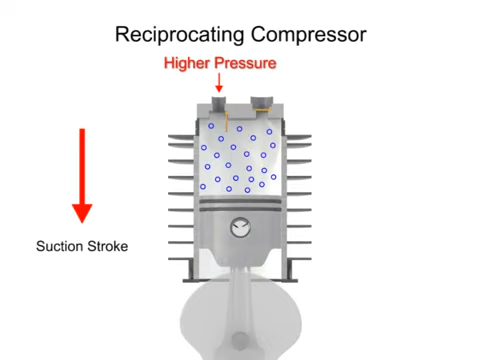 Reciprocating Compressor
Higher Pressure
Suction Stroke